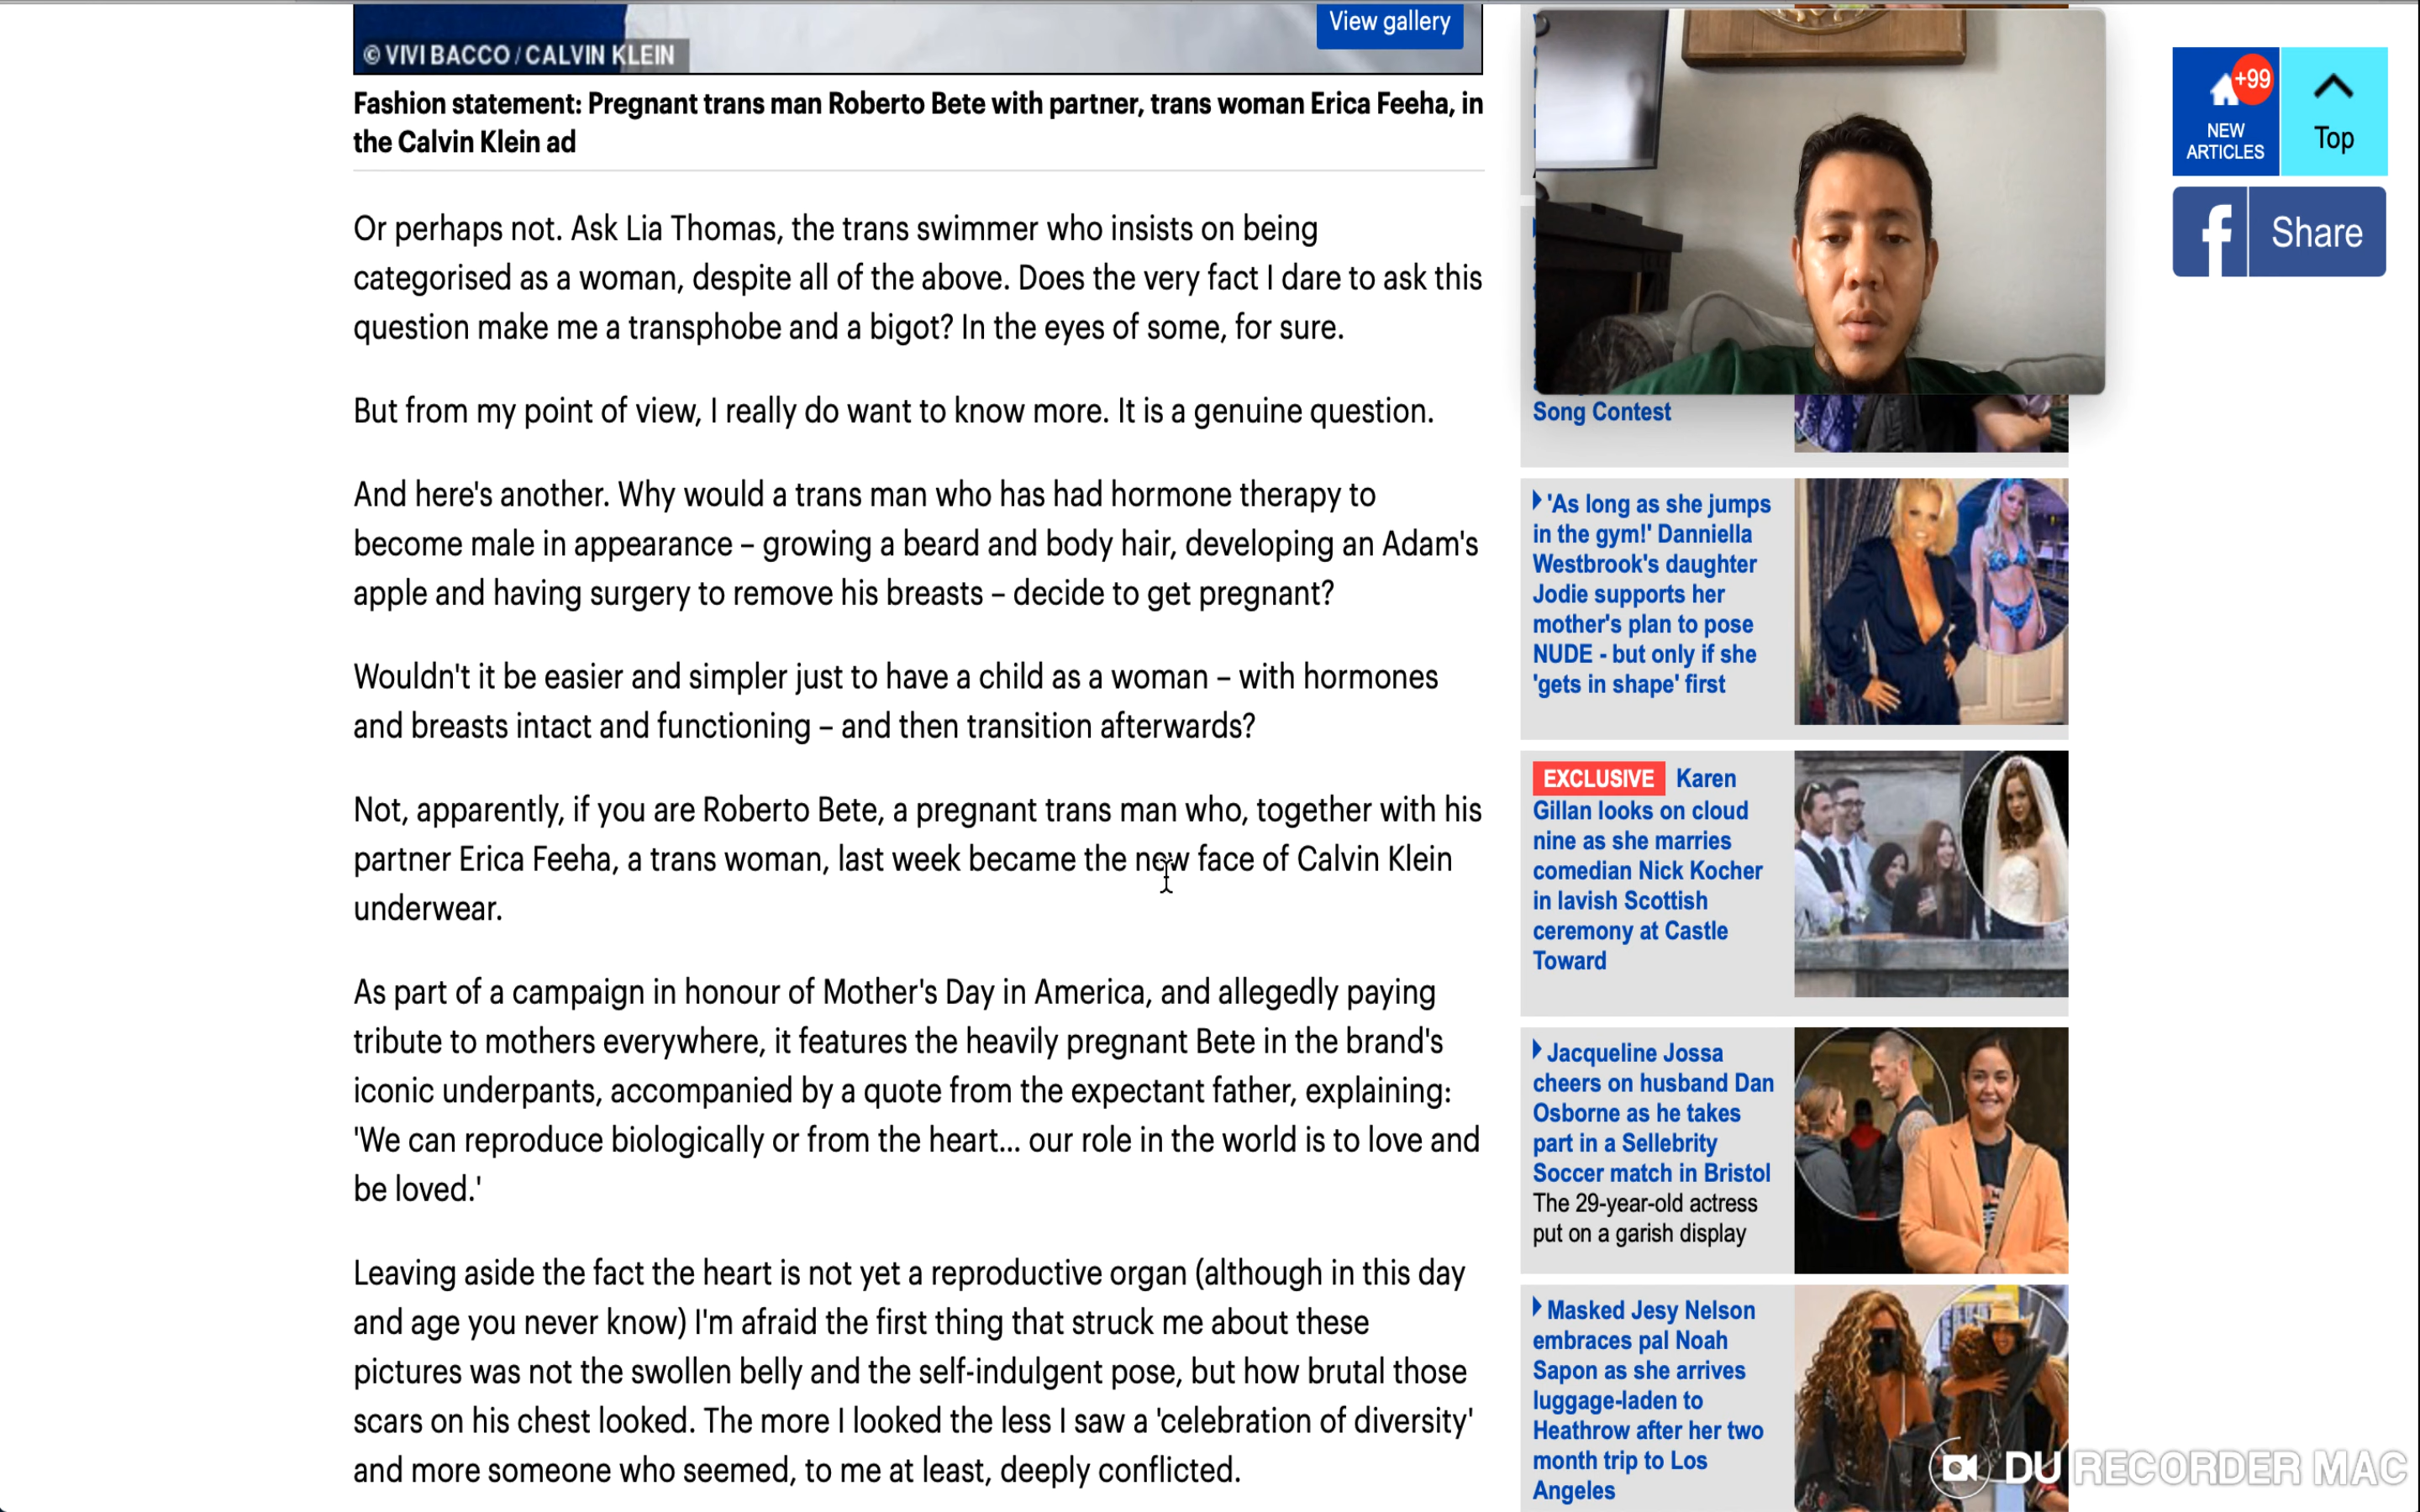 View gallery
© VIVI BACCO / CALVIN KLEIN
Fashion statement: Pregnant trans man Roberto Bete with partner, trans woman Erica Feeha, in
the Calvin Klein ad
Or perhaps not. Ask Lia Thomas, the trans swimmer who insists on being
categorised as a woman, despite all of the above. Does the very fact I dare to ask this
question make me a transphobe and a bigot? In the eyes of some, for sure.
But from my point of view, I really do want to know more. It is a genuine question.
And here's another. Why would a trans man who has had hormone therapy to
become male in appearance – growing a beard and body hair, developing an Adam's
apple and having surgery to remove his breasts – decide to get pregnant?
Wouldn't it be easier and simpler just to have a child as a woman – with hormones
and breasts intact and functioning – and then transition afterwards?
Not, apparently, if you are Roberto Bete, a pregnant trans man who, together with his
partner Erica Feeha, a trans woman, last week became the new face of Calvin Klein
underwear.
As part of a campaign in honour of Mother's Day in America, and allegedly paying
tribute to mothers everywhere, it features the heavily pregnant Bete in the brand's
iconic underpants, accompanied by a quote from the expectant father, explaining:
'We can reproduce biologically or from the heart... our role in the world is to love and
be loved.'
Leaving aside the fact the heart is not yet a reproductive organ (although in this day
and age you never know) I'm afraid the first thing that struck me about these
pictures was not the swollen belly and the self-indulgent pose, but how brutal those
scars on his chest looked. The more I looked the less I saw a 'celebration of diversity'
and more someone who seemed, to me at least, deeply conflicted.
Song Contest
'As long as she jumps
in the gym!' Danniella
Westbrook's daughter
Jodie supports her
mother's plan to pose
NUDE - but only if she
'gets in shape' first
EXCLUSIVE Karen
Gillan looks on cloud
nine as she marries
comedian Nick Kocher
in lavish Scottish
ceremony at Castle
Toward
Jacqueline Jossa
cheers on husband Dan
Osborne as he takes
part in a Sellebrity
Soccer match in Bristol
The 29-year-old actress
put on a garish display
Masked Jesy Nelson
embraces pal Noah
Sapon as she arrives
luggage-laden to
Heathrow after her two
month trip to Los
Angeles
+99
NEW
ARTICLES
Top
f Share
DU RECORDER MAC